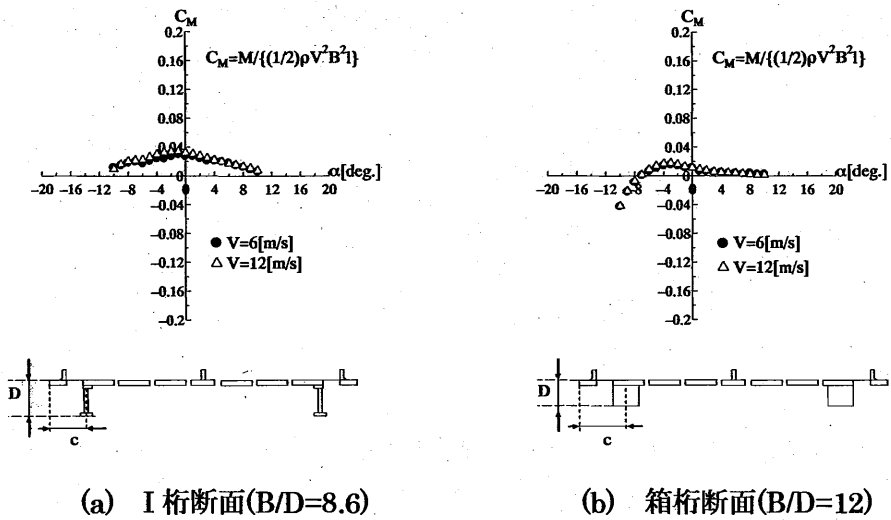 C_M
0.2
C_M=M/{(1/2)ρV²B²l}
0.16
0.12
0.08
0.04
0
α[deg.]
−20 −16 −12 −8 −4 0 4 8 12 16 20
−0.04
−0.08
● V=6[m/s]
−0.12
△ V=12[m/s]
−0.16
−0.2
D
c
(a) I 桁断面(B/D=8.6)
C_M
0.2
C_M=M/{(1/2)ρV²B²l}
0.16
0.12
0.08
0.04
0
α[deg.]
−20 −16 −12 −8 −4 0 4 8 12 16 20
−0.04
−0.08
● V=6[m/s]
−0.12
△ V=12[m/s]
−0.16
−0.2
D
c
(b) 箱桁断面(B/D=12)